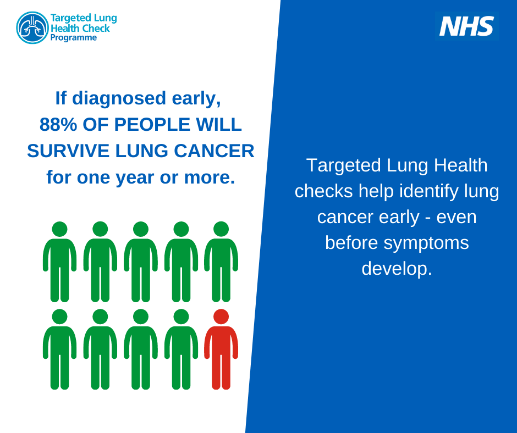 Targeted Lung
Health Check
Programme
NHS
If diagnosed early,
88% OF PEOPLE WILL
SURVIVE LUNG CANCER
for one year or more.
Targeted Lung Health
checks help identify lung
cancer early - even
before symptoms
develop.